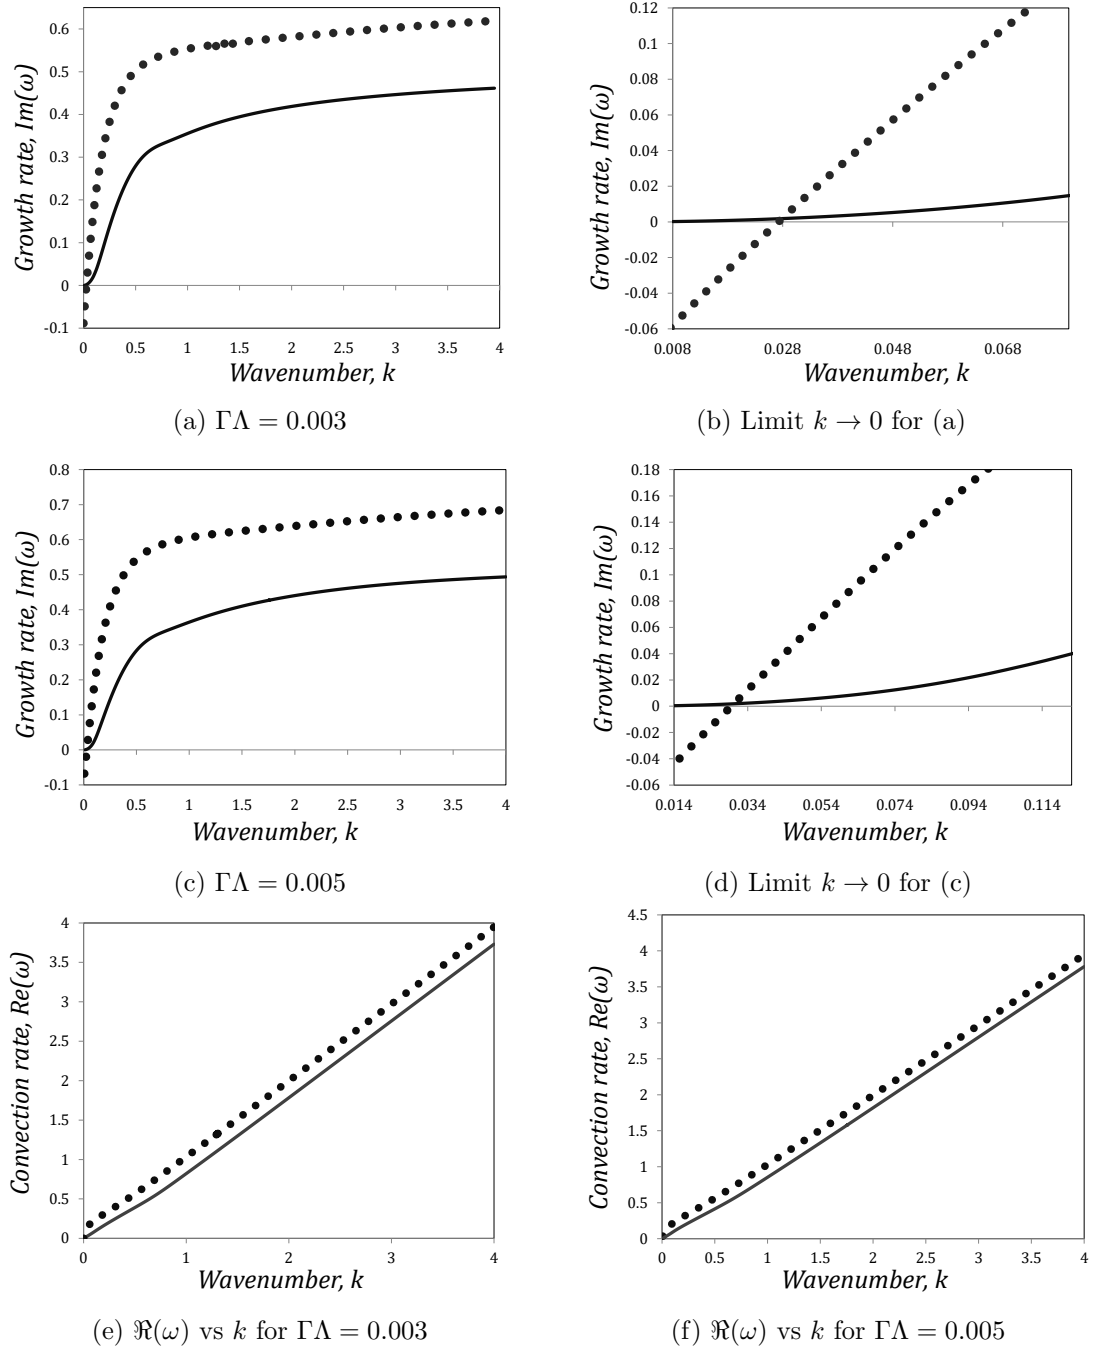 0.6
0.5
0.4
0.3
0.2
0.1
0
-0.1
0 0.5 1 1.5 2 2.5 3 3.5 4
Growth rate, Im(ω)
Wavenumber, k
(a) ΓΛ = 0.003
0.12
0.1
0.08
0.06
0.04
0.02
0
-0.02
-0.04
-0.06
0.008 0.028 0.048 0.068
Growth rate, Im(ω)
Wavenumber, k
(b) Limit k → 0 for (a)
0.8
0.7
0.6
0.5
0.4
0.3
0.2
0.1
0
-0.1
0 0.5 1 1.5 2 2.5 3 3.5 4
Growth rate, Im(ω)
Wavenumber, k
(c) ΓΛ = 0.005
0.18
0.16
0.14
0.12
0.1
0.08
0.06
0.04
0.02
0
-0.02
-0.04
-0.06
0.014 0.034 0.054 0.074 0.094 0.114
Growth rate, Im(ω)
Wavenumber, k
(d) Limit k → 0 for (c)
4
3.5
3
2.5
2
1.5
1
0.5
0
0 1 2 3 4
Convection rate, Re(ω)
Wavenumber, k
(e) ℜ(ω) vs k for ΓΛ = 0.003
4.5
4
3.5
3
2.5
2
1.5
1
0.5
0
0 0.5 1 1.5 2 2.5 3 3.5 4
Convection rate, Re(ω)
Wavenumber, k
(f) ℜ(ω) vs k for ΓΛ = 0.005